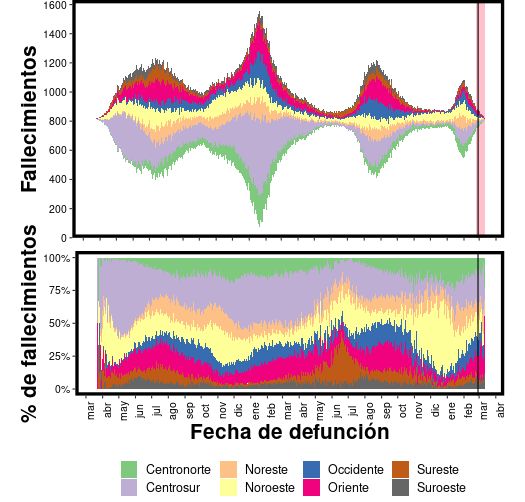 Fallecimientos
1600
1400
1200
1000
800
600
400
200
0
% de fallecimientos
100%
75%
50%
25%
0%
mar abr may jun jul ago sep oct nov dic ene feb mar abr may jun jul ago sep oct nov dic ene feb mar abr
Fecha de defunción
Centronorte Noreste Occidente Sureste
Centrosur Noroeste Oriente Suroeste